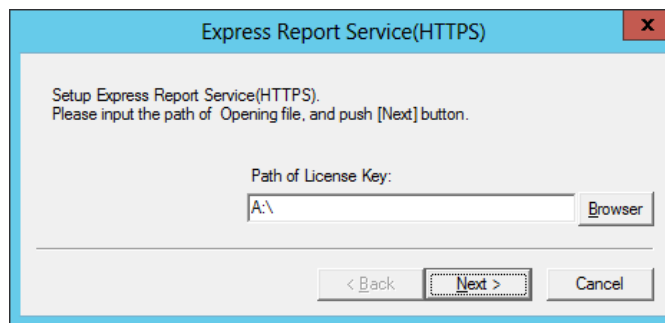 Express Report Service(HTTPS)
x
Setup Express Report Service(HTTPS).
Please input the path of  Opening file, and push [Next] button.
Path of License Key:
A:\
Browser
< Back
Next >
Cancel